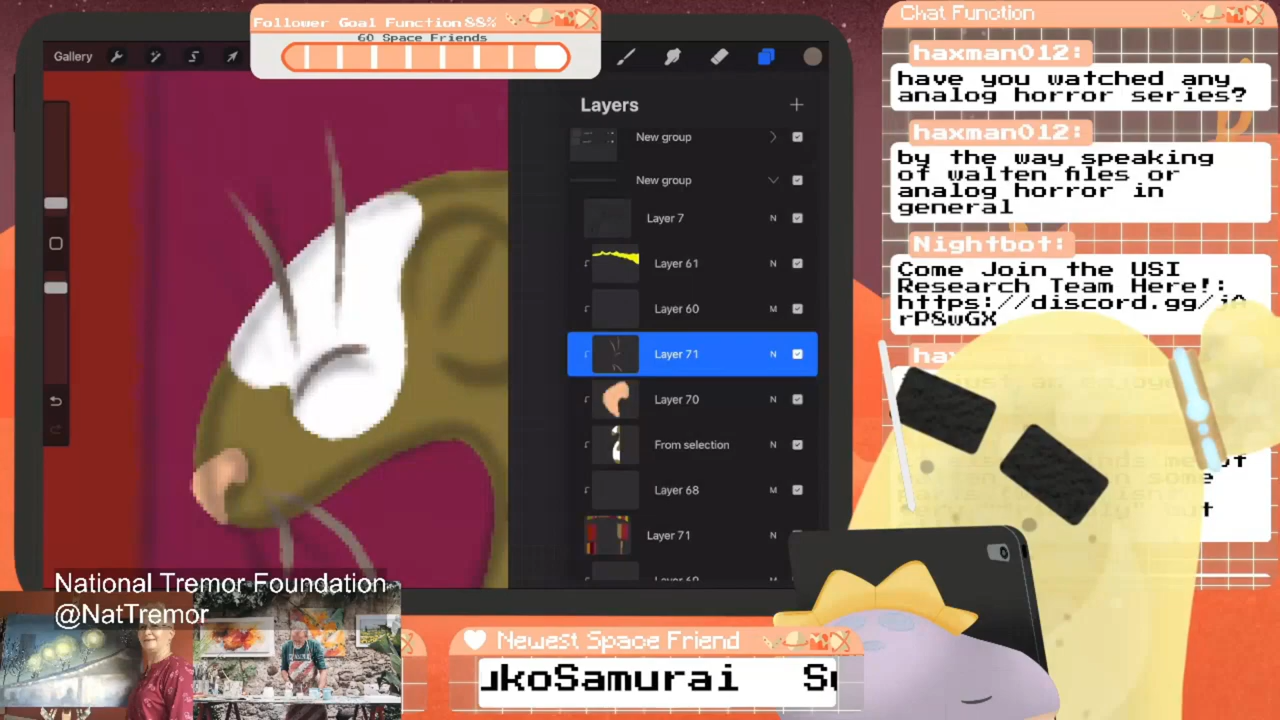 Follower Goal Function 88%
60 Space Friends
Gallery
Layers
New group
New group
Layer 7
N
Layer 61
N
Layer 60
M
Layer 71
N
Layer 70
N
From selection
N
Layer 68
M
Layer 71
N
National Tremor Foundation
@NatTremor
Newest Space Friend
ukoSamurai
Chat Function
haxman012:
have you watched any
analog horror series?
haxman012:
by the way speaking
of walten files or
analog horror in
general
Nightbot:
Come Join the USI
Research Team Here!:
https://discord.gg/
rP8wGX